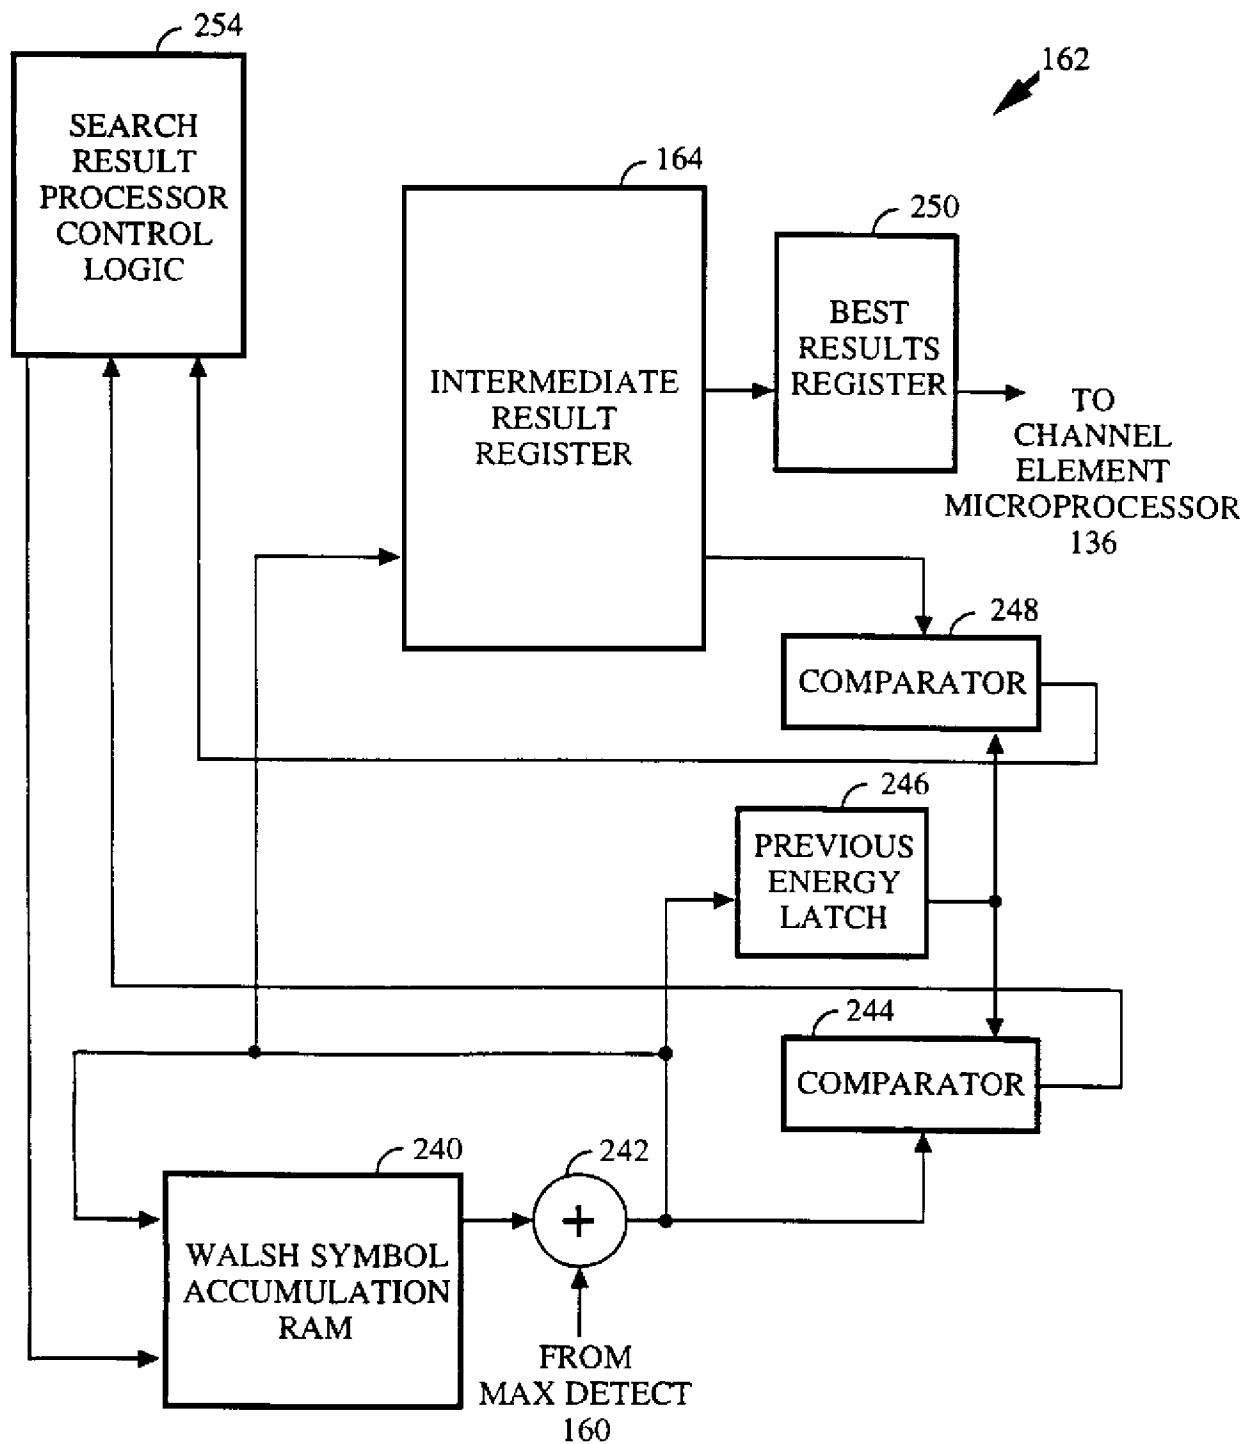 254
SEARCH
RESULT
PROCESSOR
CONTROL
LOGIC
162
164
INTERMEDIATE
RESULT
REGISTER
250
BEST
RESULTS
REGISTER
TO
CHANNEL
ELEMENT
MICROPROCESSOR
136
248
COMPARATOR
246
PREVIOUS
ENERGY
LATCH
244
COMPARATOR
240
WALSH SYMBOL
ACCUMULATION
RAM
242
+
FROM
MAX DETECT
160